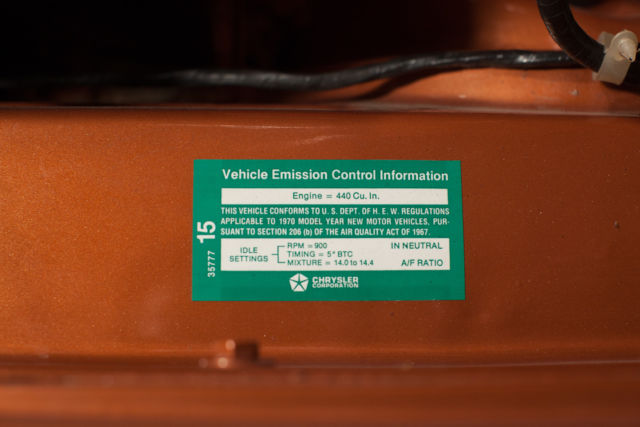 Vehicle Emission Control Information
Engine = 440 Cu. In.
THIS VEHICLE CONFORMS TO U. S. DEPT. OF H. E. W. REGULATIONS
APPLICABLE TO 1970 MODEL YEAR NEW MOTOR VEHICLES, PUR-
SUANT TO SECTION 206 (b) OF THE AIR QUALITY ACT OF 1967.
IDLE SETTINGS
RPM = 900 IN NEUTRAL
TIMING = 5° BTC
MIXTURE = 14.0 to 14.4 A/F RATIO
CHRYSLER
CORPORATION
35777 15